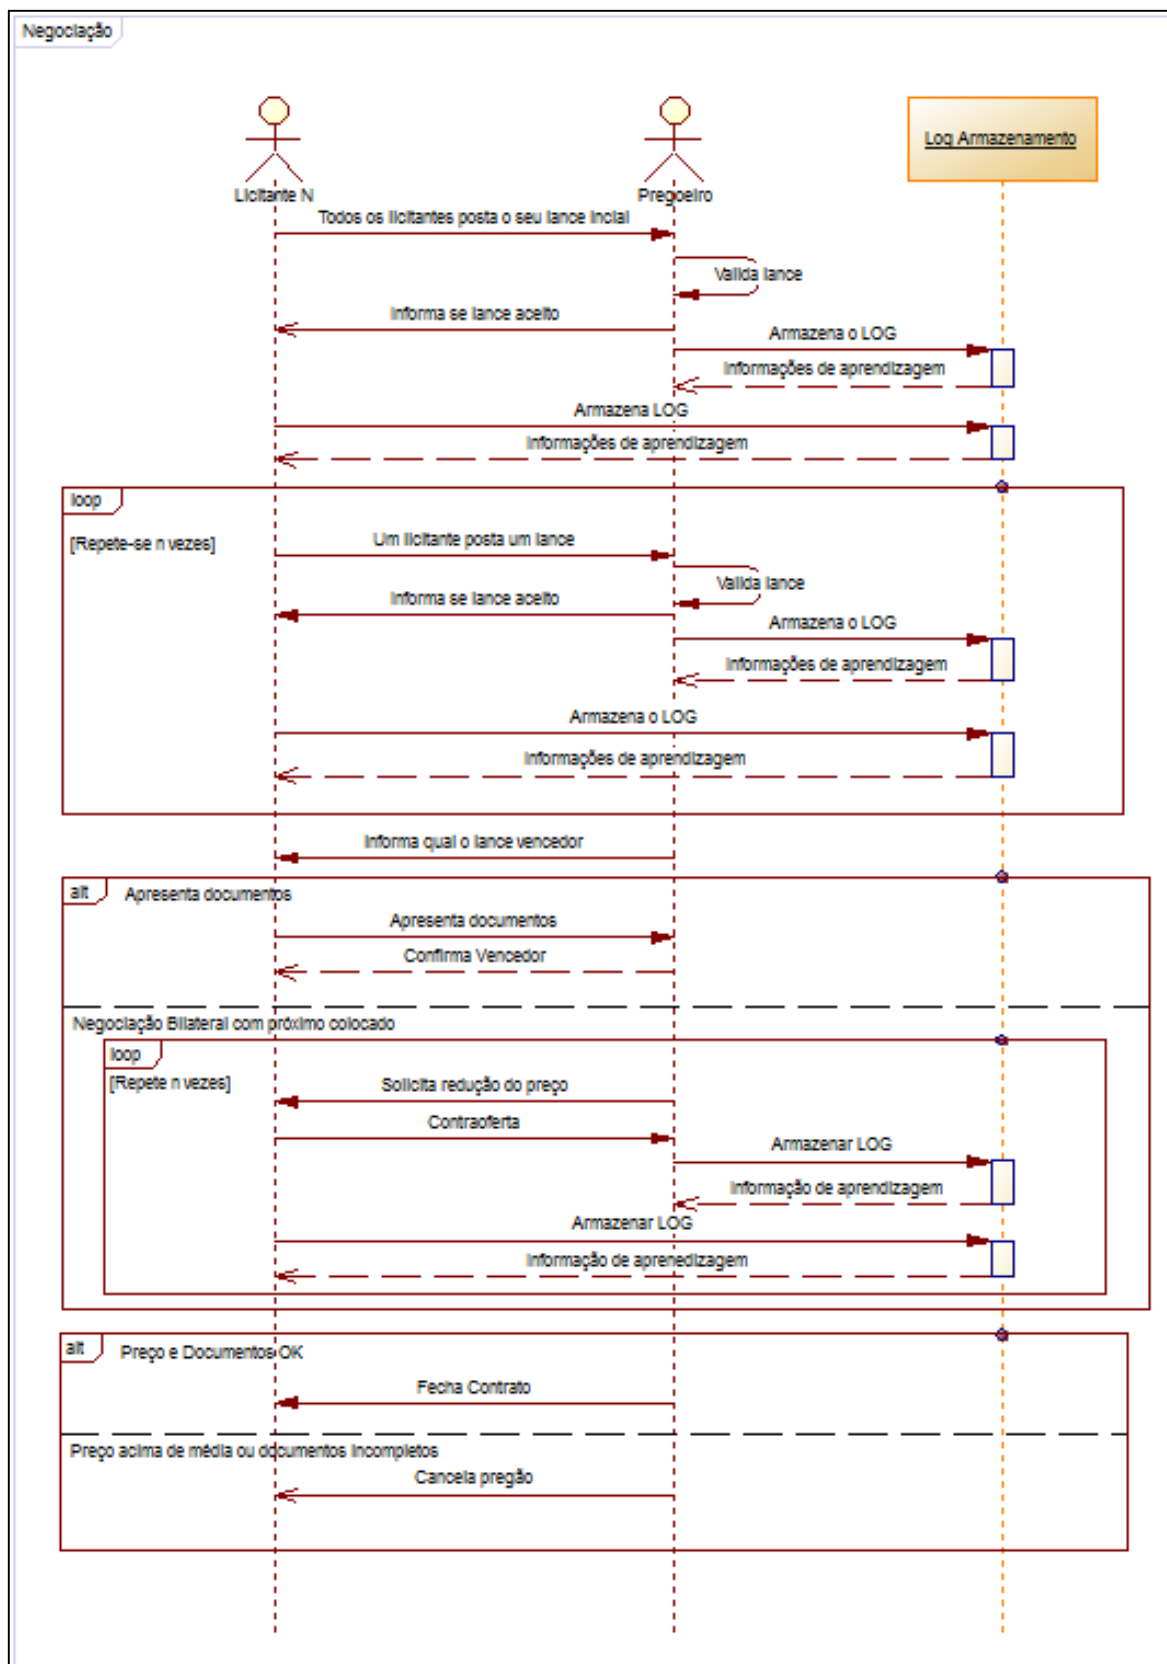 Negociação
Log Armazenamento
Licitante N
Pregoeiro
Todos os licitantes posta o seu lance incial
Valida lance
Informa se lance aceito
Armazena o LOG
Informações de aprendizagem
Armazena LOG
Informações de aprendizagem
loop
[Repete-se n vezes]
Um licitante posta um lance
Valida lance
Informa se lance aceito
Armazena o LOG
Informações de aprendizagem
Armazena o LOG
Informações de aprendizagem
Informa qual o lance vencedor
alt
Apresenta documentos
Apresenta documentos
Confirma Vencedor
Negociação Bilateral com próximo colocado
loop
[Repete n vezes]
Solicita redução do preço
Contraoferta
Armazenar LOG
Informação de aprendizagem
Armazenar LOG
Informação de aprenedizagem
alt
Preço e Documentos OK
Fecha Contrato
Preço acima de média ou documentos incompletos
Cancela pregão